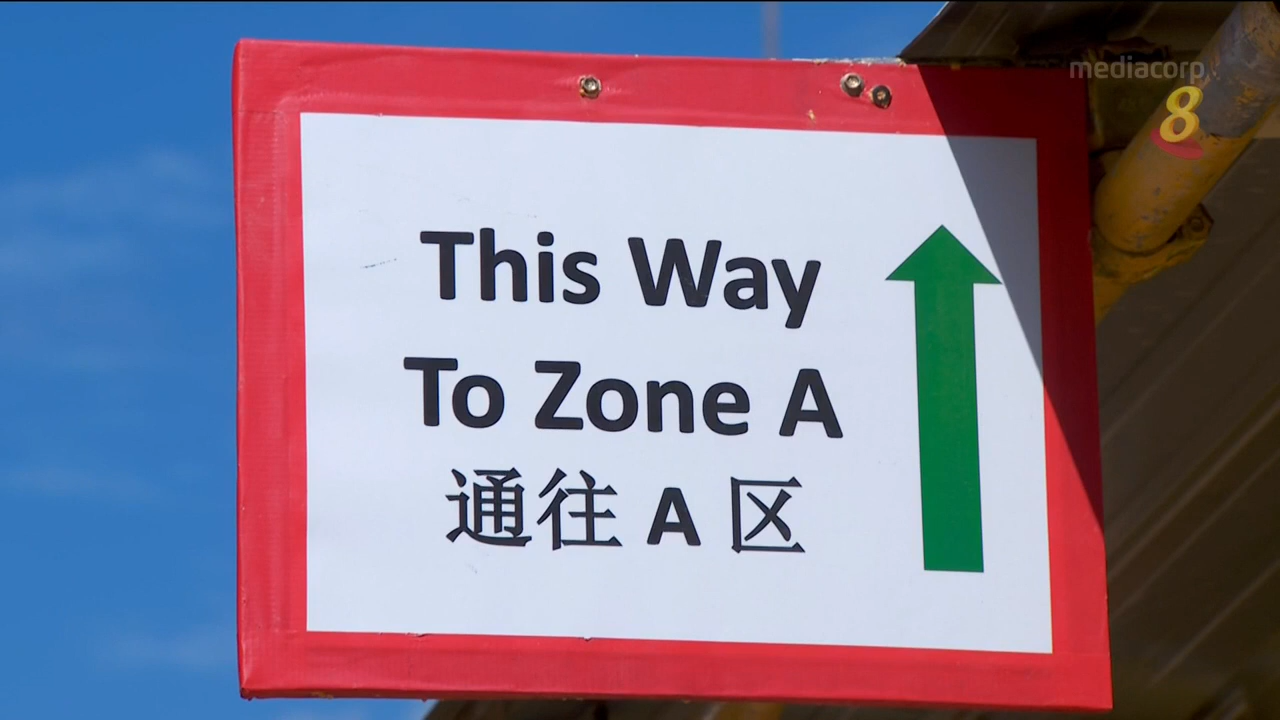 mediacorp
8
This Way
To Zone A
通往 A 区